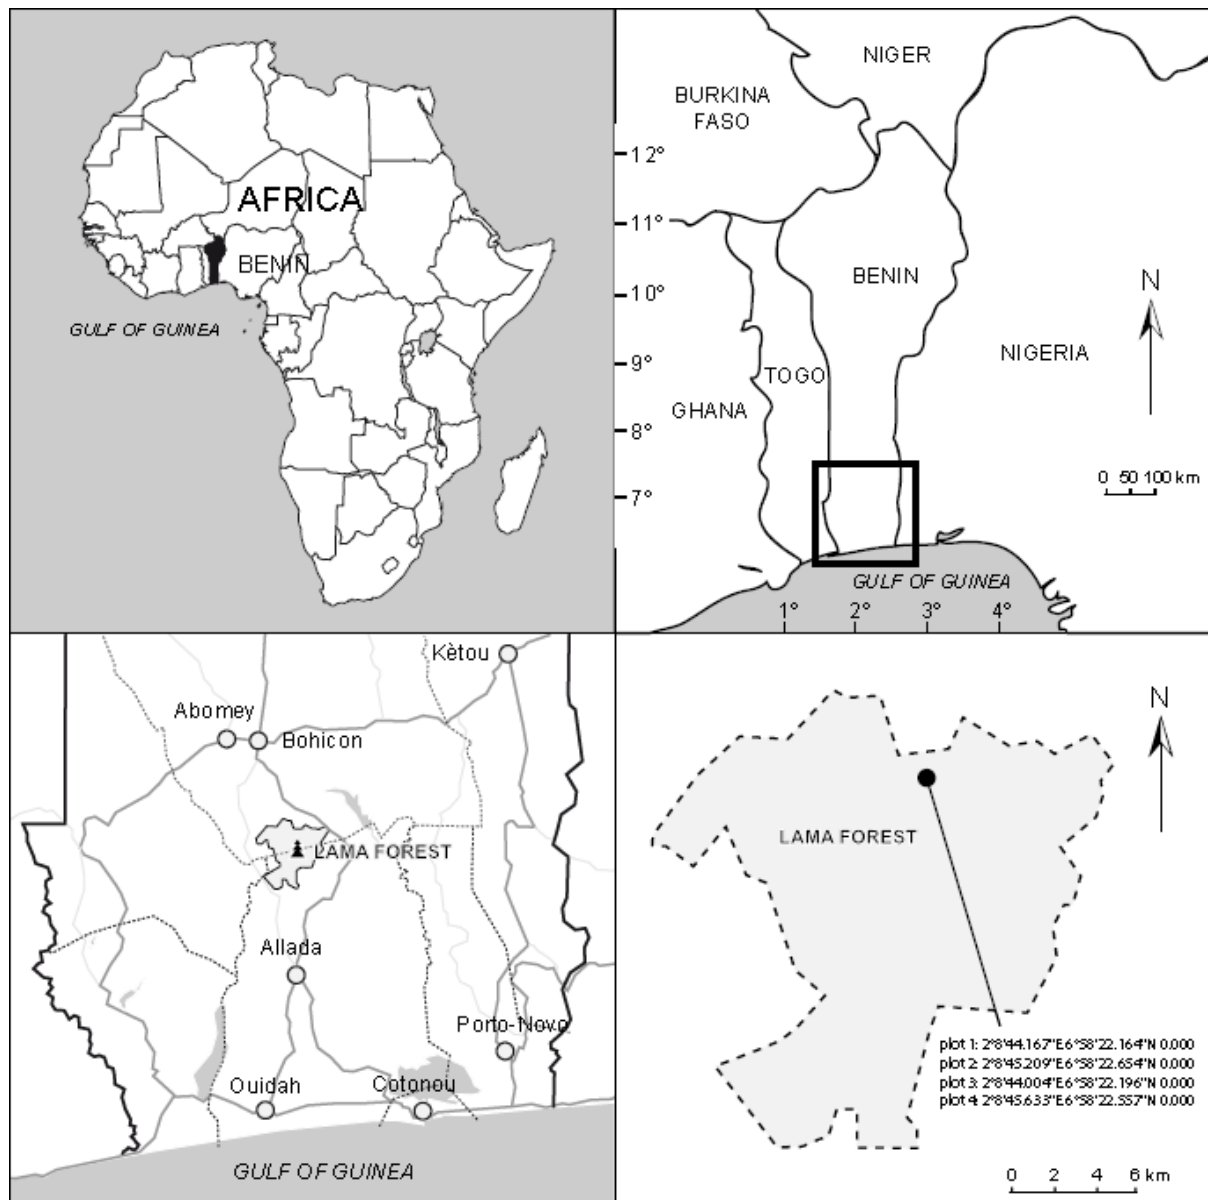 AFRICA
BENIN
GULF OF GUINEA
NIGER
BURKINA
FASO
12°
11°
10°
9°
8°
7°
BENIN
N
NIGERIA
TOGO
GHANA
0 50 100 km
GULF OF GUINEA
1° 2° 3° 4°
Kètou
Abomey
Bohicon
LAMA FOREST
Allada
Porto-Novo
Ouidah
Cotonou
GULF OF GUINEA
N
LAMA FOREST
plot 1: 2°8'44.167"E6°58'22.164"N 0.000
plot 2: 2°8'45.209"E6°58'22.654"N 0.000
plot 3: 2°8'44.004"E6°58'22.196"N 0.000
plot 4: 2°8'45.633"E6°58'22.557"N 0.000
0 2 4 6 km